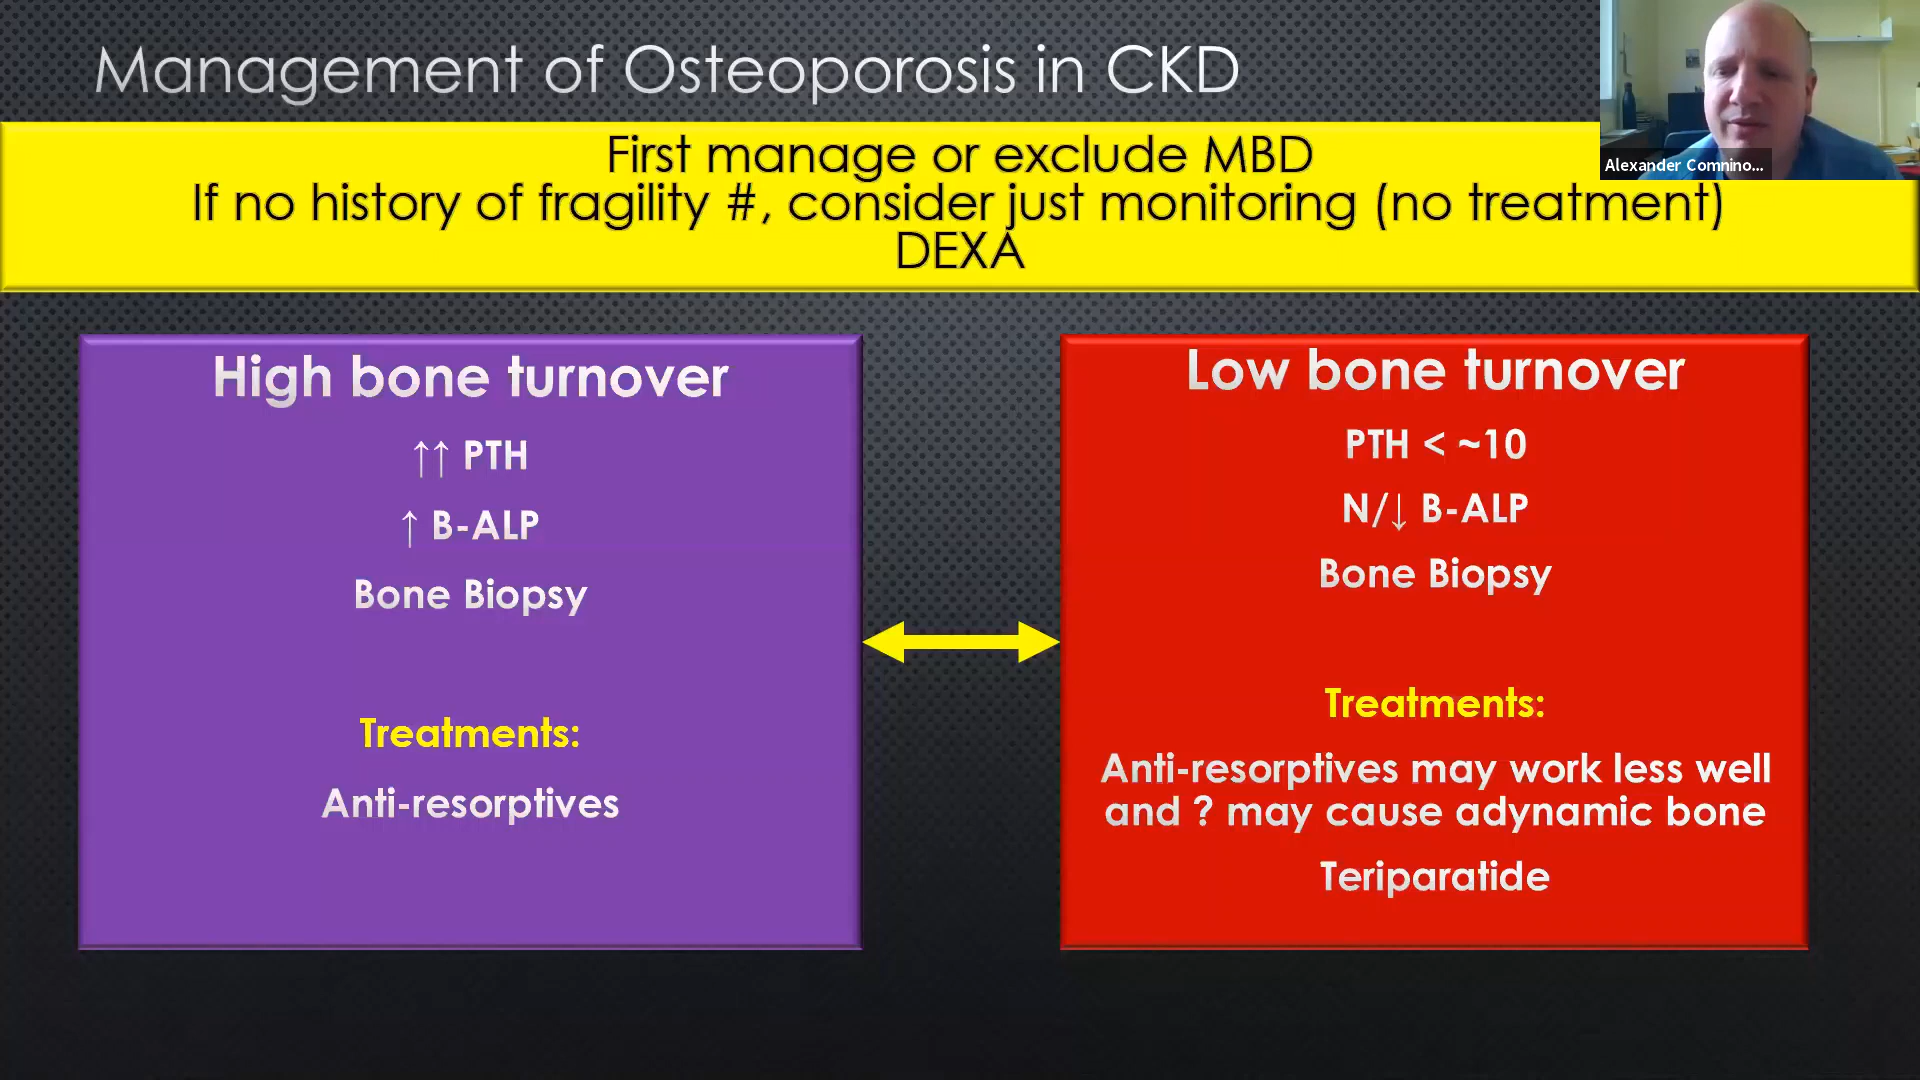 Management of Osteoporosis in CKD
Alexander Comnino...
First manage or exclude MBD
If no history of fragility #, consider just monitoring (no treatment)
DEXA
High bone turnover
↑↑ PTH
↑ B-ALP
Bone Biopsy
Treatments:
Anti-resorptives
Low bone turnover
PTH < ~10
N/↓ B-ALP
Bone Biopsy
Treatments:
Anti-resorptives may work less well
and ? may cause adynamic bone
Teriparatide